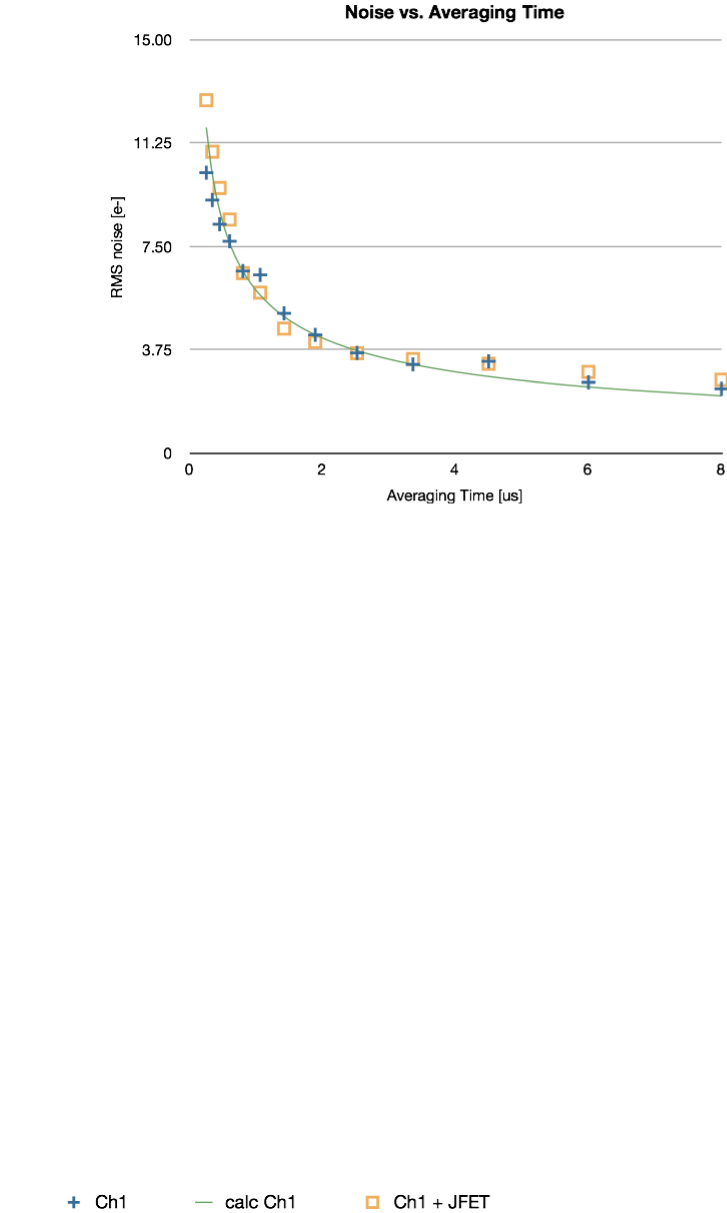 Noise vs. Averaging Time
15.00
11.25
7.50
3.75
0
RMS noise [e-]
0 2 4 6 8
Averaging Time [us]
Ch1 calc Ch1 Ch1 + JFET